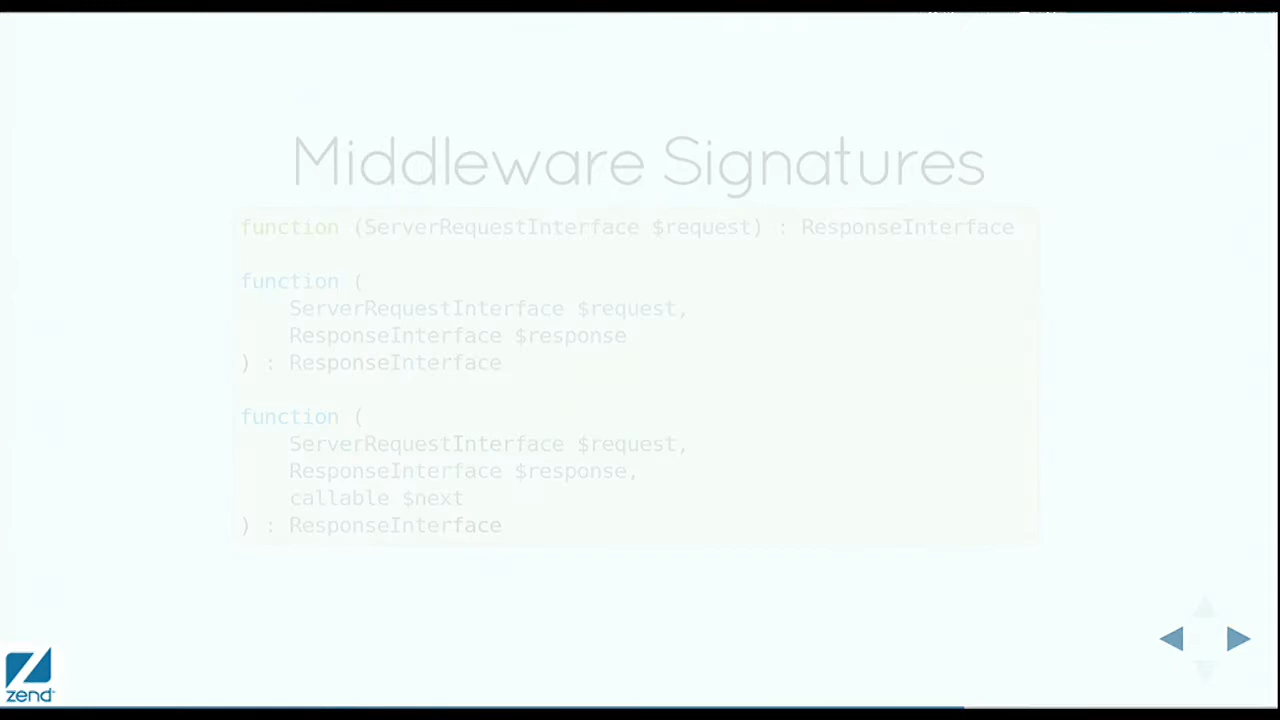 Middleware Signatures
function (ServerRequestInterface $request) : ResponseInterface
function (
    ServerRequestInterface $request,
    ResponseInterface $response
) : ResponseInterface
function (
    ServerRequestInterface $request,
    ResponseInterface $response,
    callable $next
) : ResponseInterface
zend